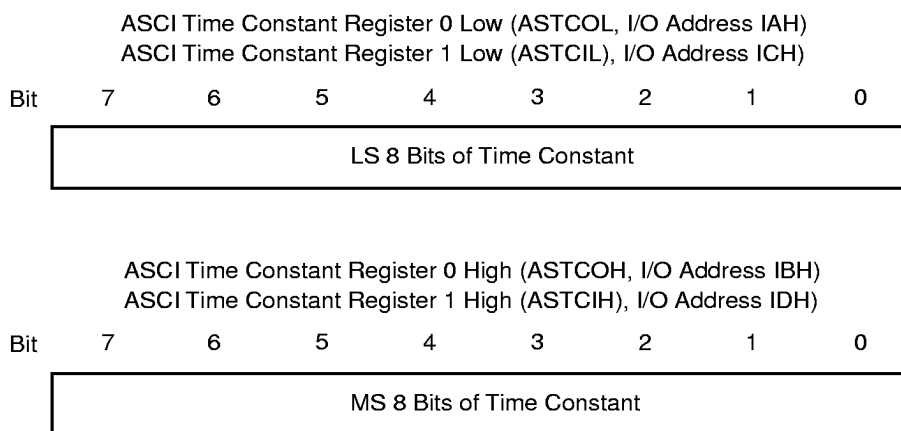 ASCI Time Constant Register 0 Low (ASTCOL, I/O Address IAH)
ASCI Time Constant Register 1 Low (ASTCIL), I/O Address ICH)
Bit 7 6 5 4 3 2 1 0
LS 8 Bits of Time Constant
ASCI Time Constant Register 0 High (ASTCOH, I/O Address IBH)
ASCI Time Constant Register 1 High (ASTCIH), I/O Address IDH)
Bit 7 6 5 4 3 2 1 0
MS 8 Bits of Time Constant